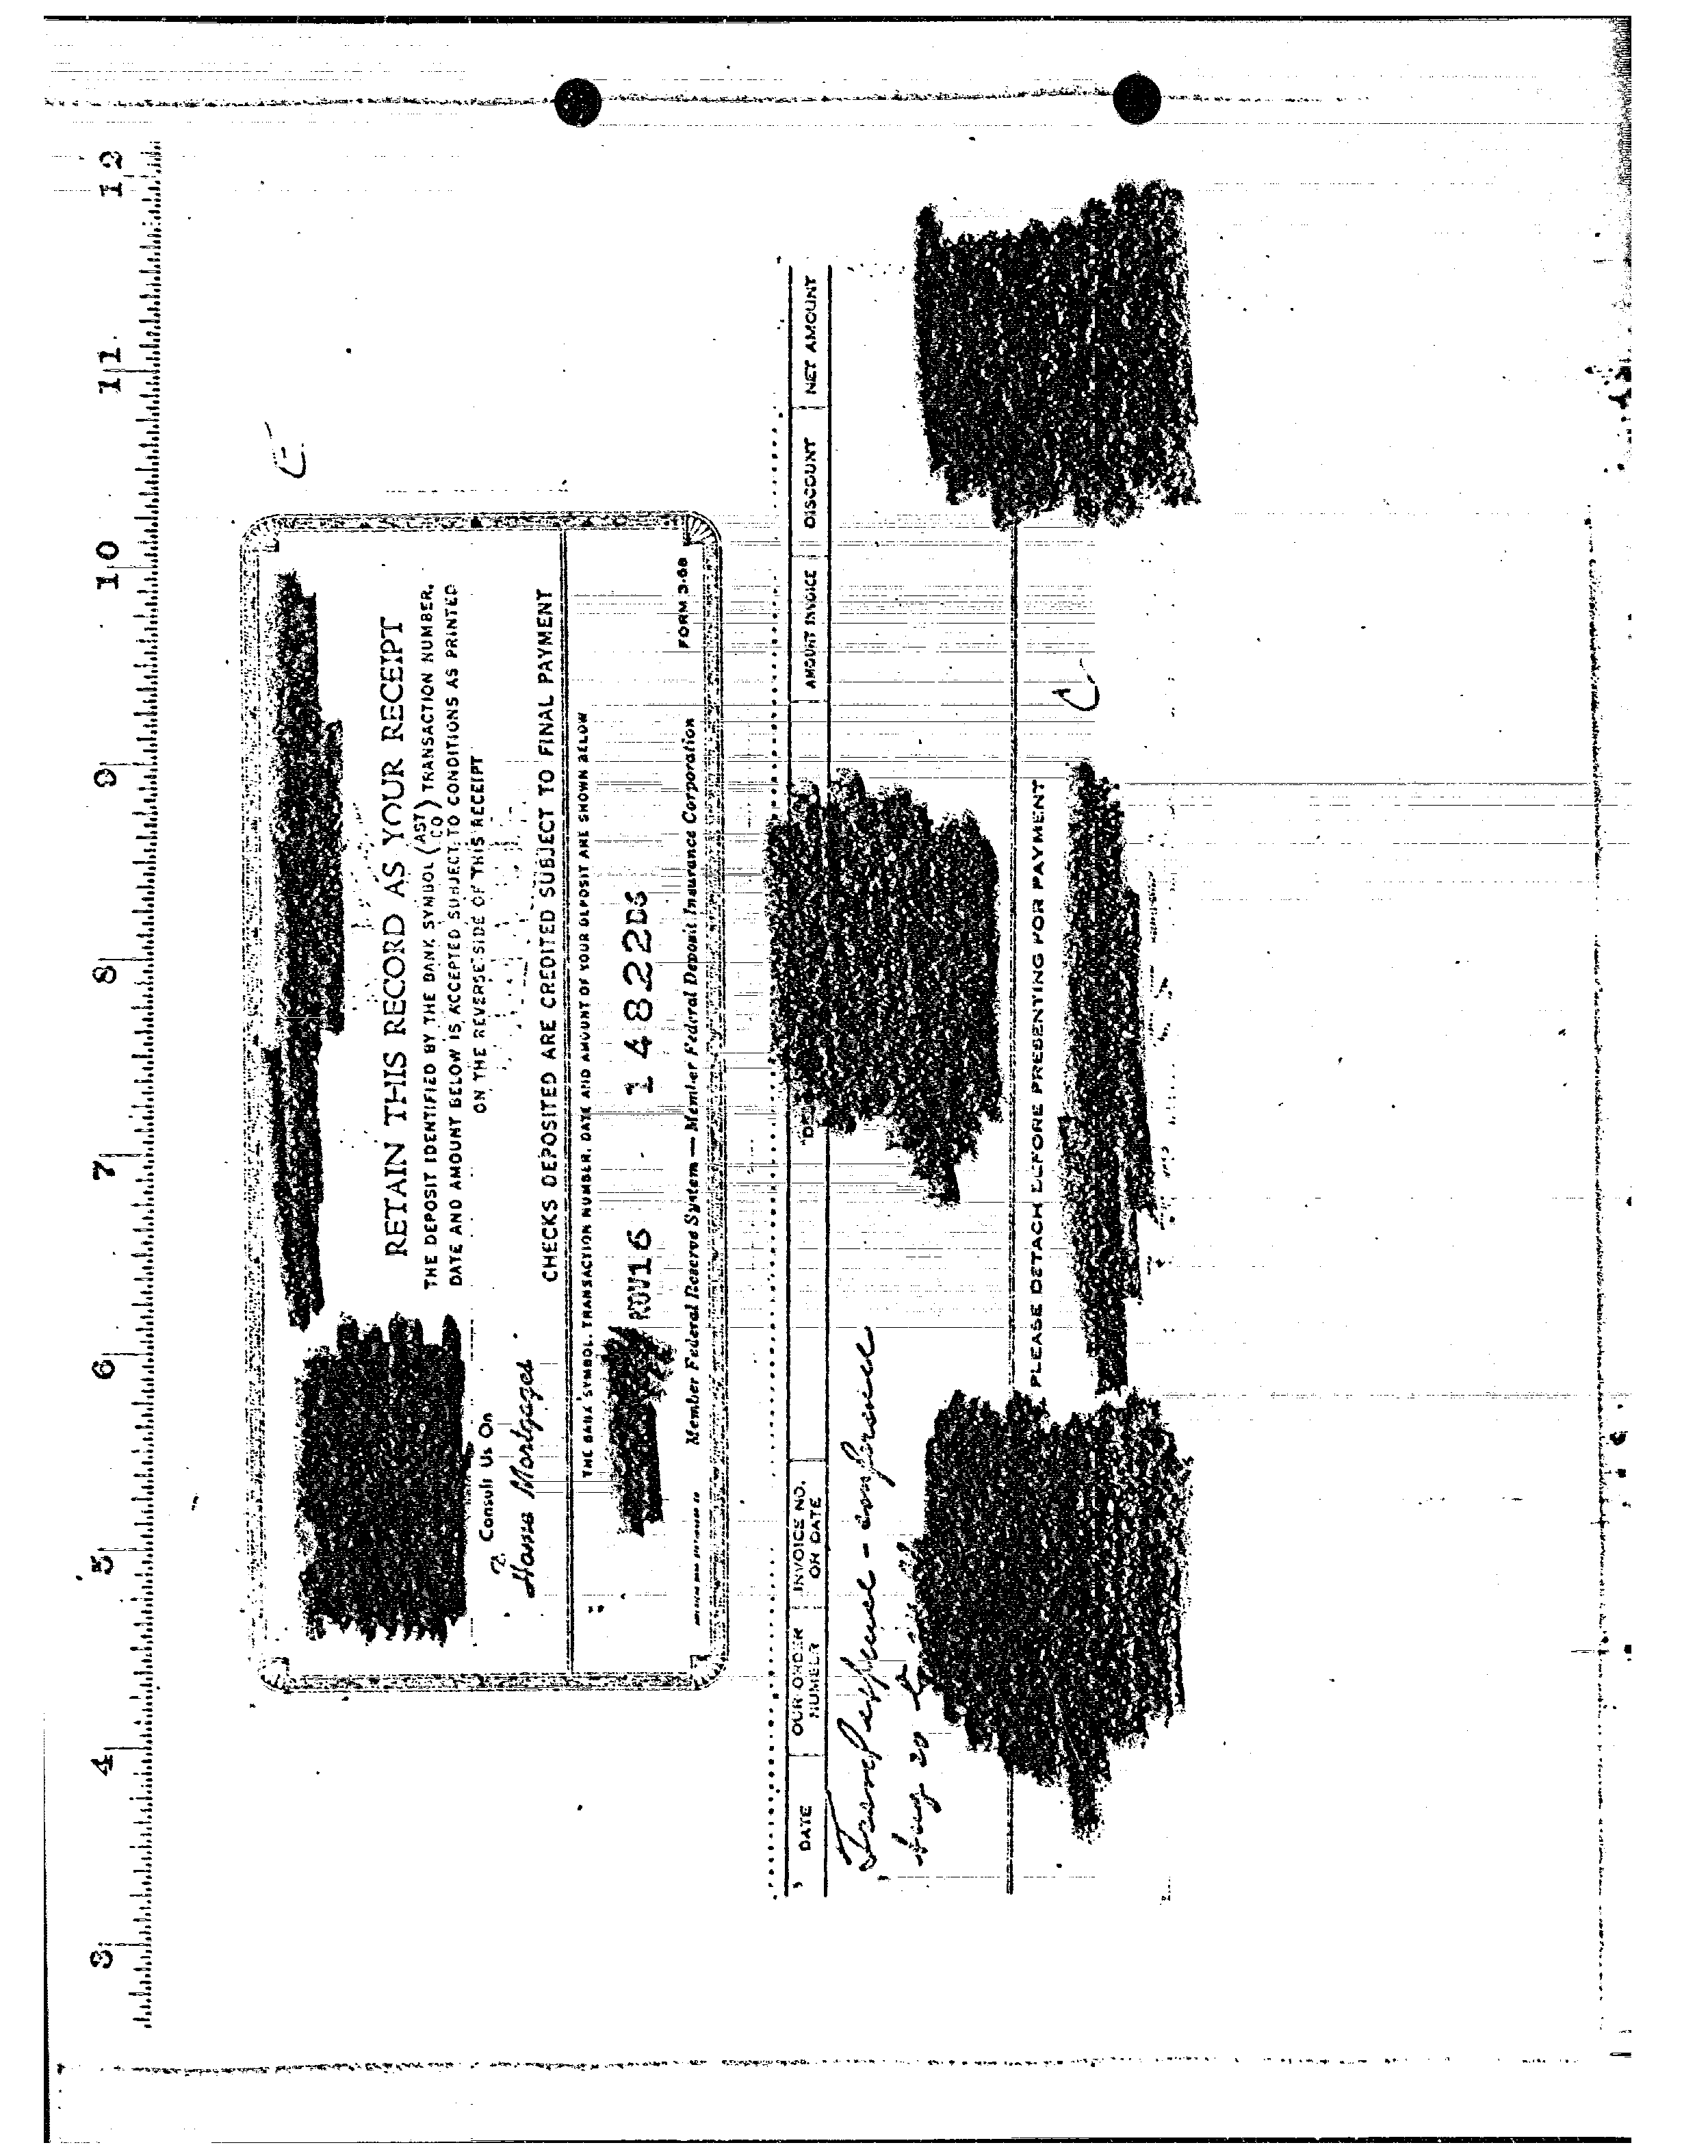 3 4 5 6 7 8 9 10 11 12
C
RETAIN THIS RECORD AS YOUR RECEIPT
THE DEPOSIT IDENTIFIED BY THE BANK SYMBOL (AST/CO) TRANSACTION NUMBER,
DATE AND AMOUNT BELOW IS ACCEPTED SUBJECT TO CONDITIONS AS PRINTED
ON THE REVERSE SIDE OF THIS RECEIPT
Consult Us On
Home Mortgages
CHECKS DEPOSITED ARE CREDITED SUBJECT TO FINAL PAYMENT
THE BANK SYMBOL, TRANSACTION NUMBER, DATE AND AMOUNT OF YOUR DEPOSIT ARE SHOWN BELOW
NOV16 14822DS
FORM 3-68
Member Federal Reserve System — Member Federal Deposit Insurance Corporation
DATE OUR ORDER NUMBER INVOICE NO. OR DATE AMOUNT INVOICE DISCOUNT NET AMOUNT
Travel expense - conference
Aug 20
PLEASE DETACH BEFORE PRESENTING FOR PAYMENT
C